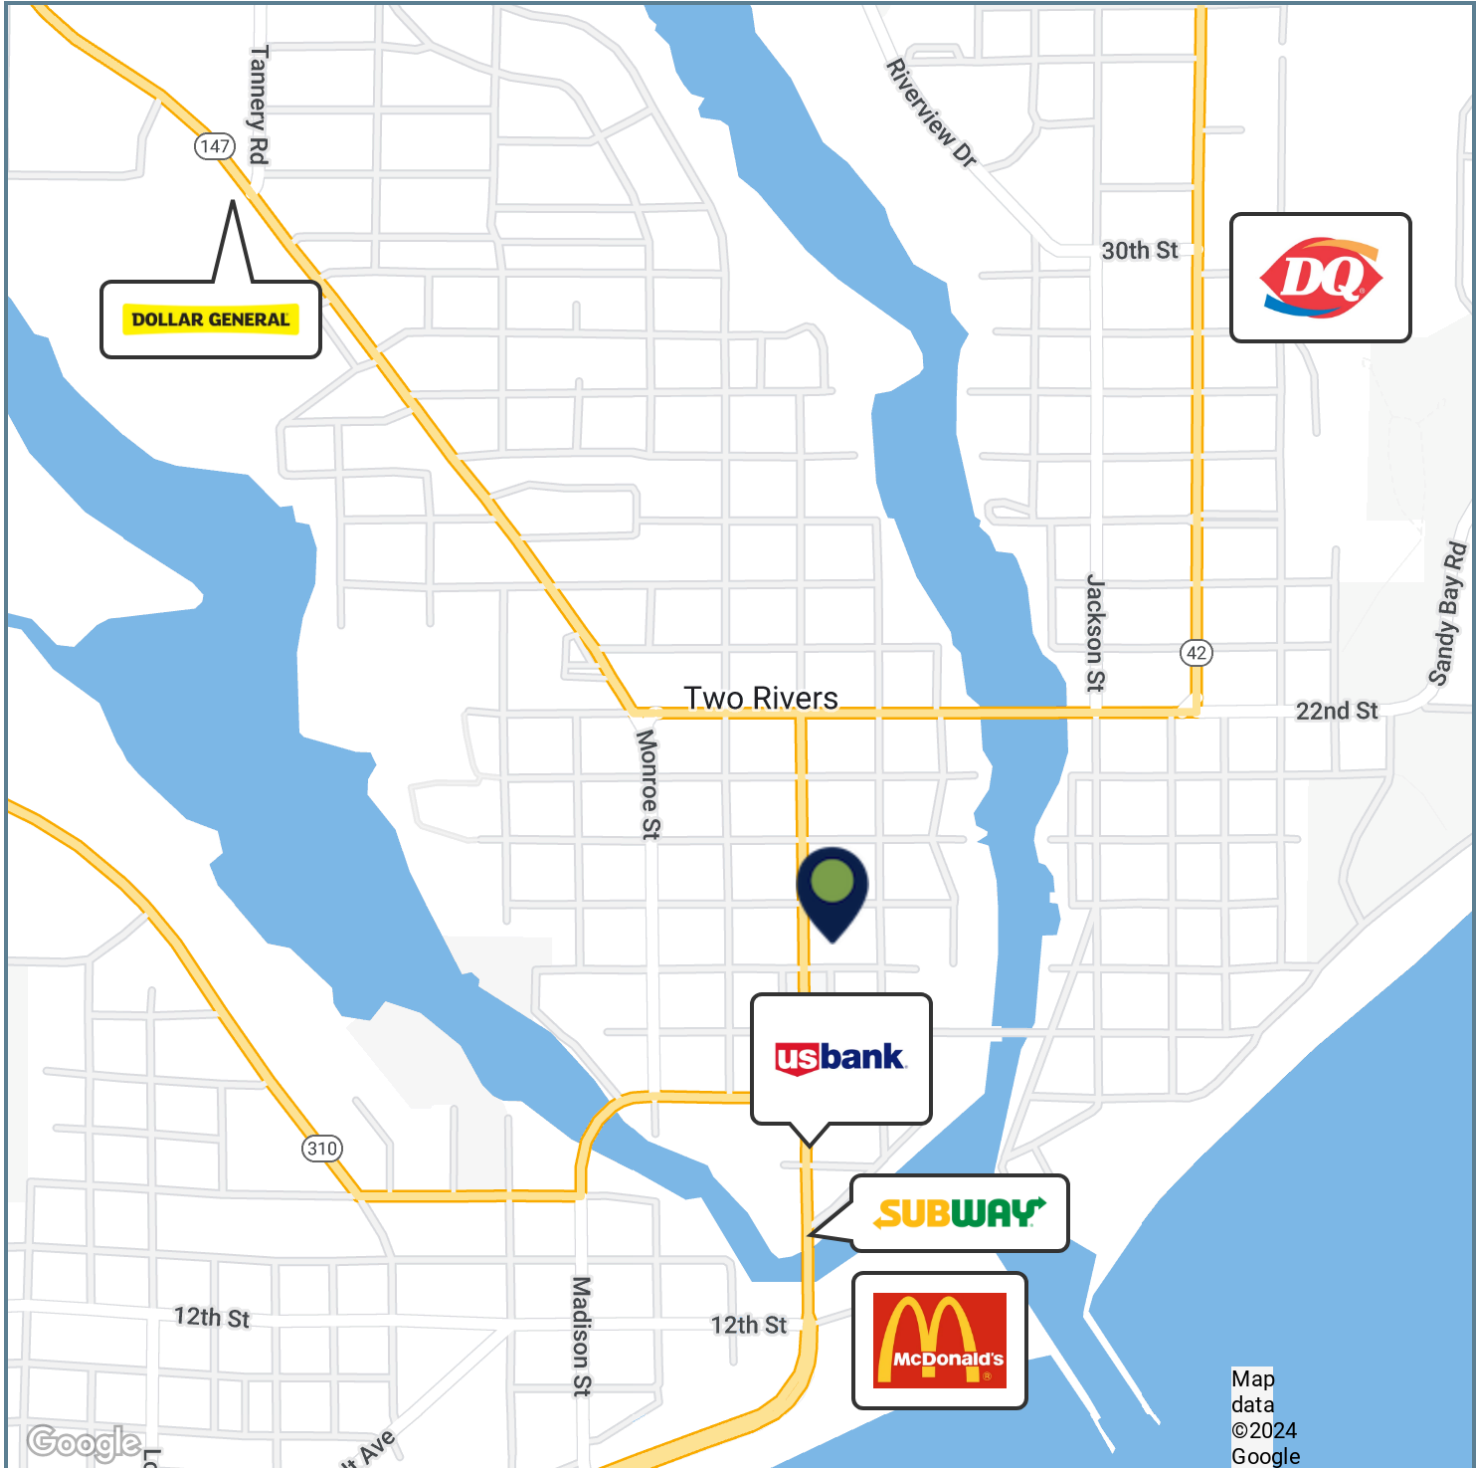 Tannery Rd
Riverview Dr
147
30th St
DQ
DOLLAR GENERAL
Sandy Bay Rd
Jackson St
42
Two Rivers
22nd St
Monroe St
usbank
310
SUBWAY
12th St
Madison St
12th St
McDonald's
Map
data
©2024
Google
Google
lt Ave